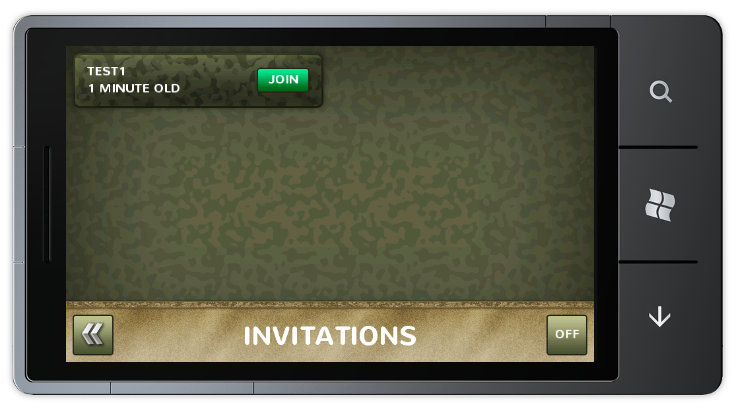 TEST1
1 MINUTE OLD
JOIN
INVITATIONS
OFF